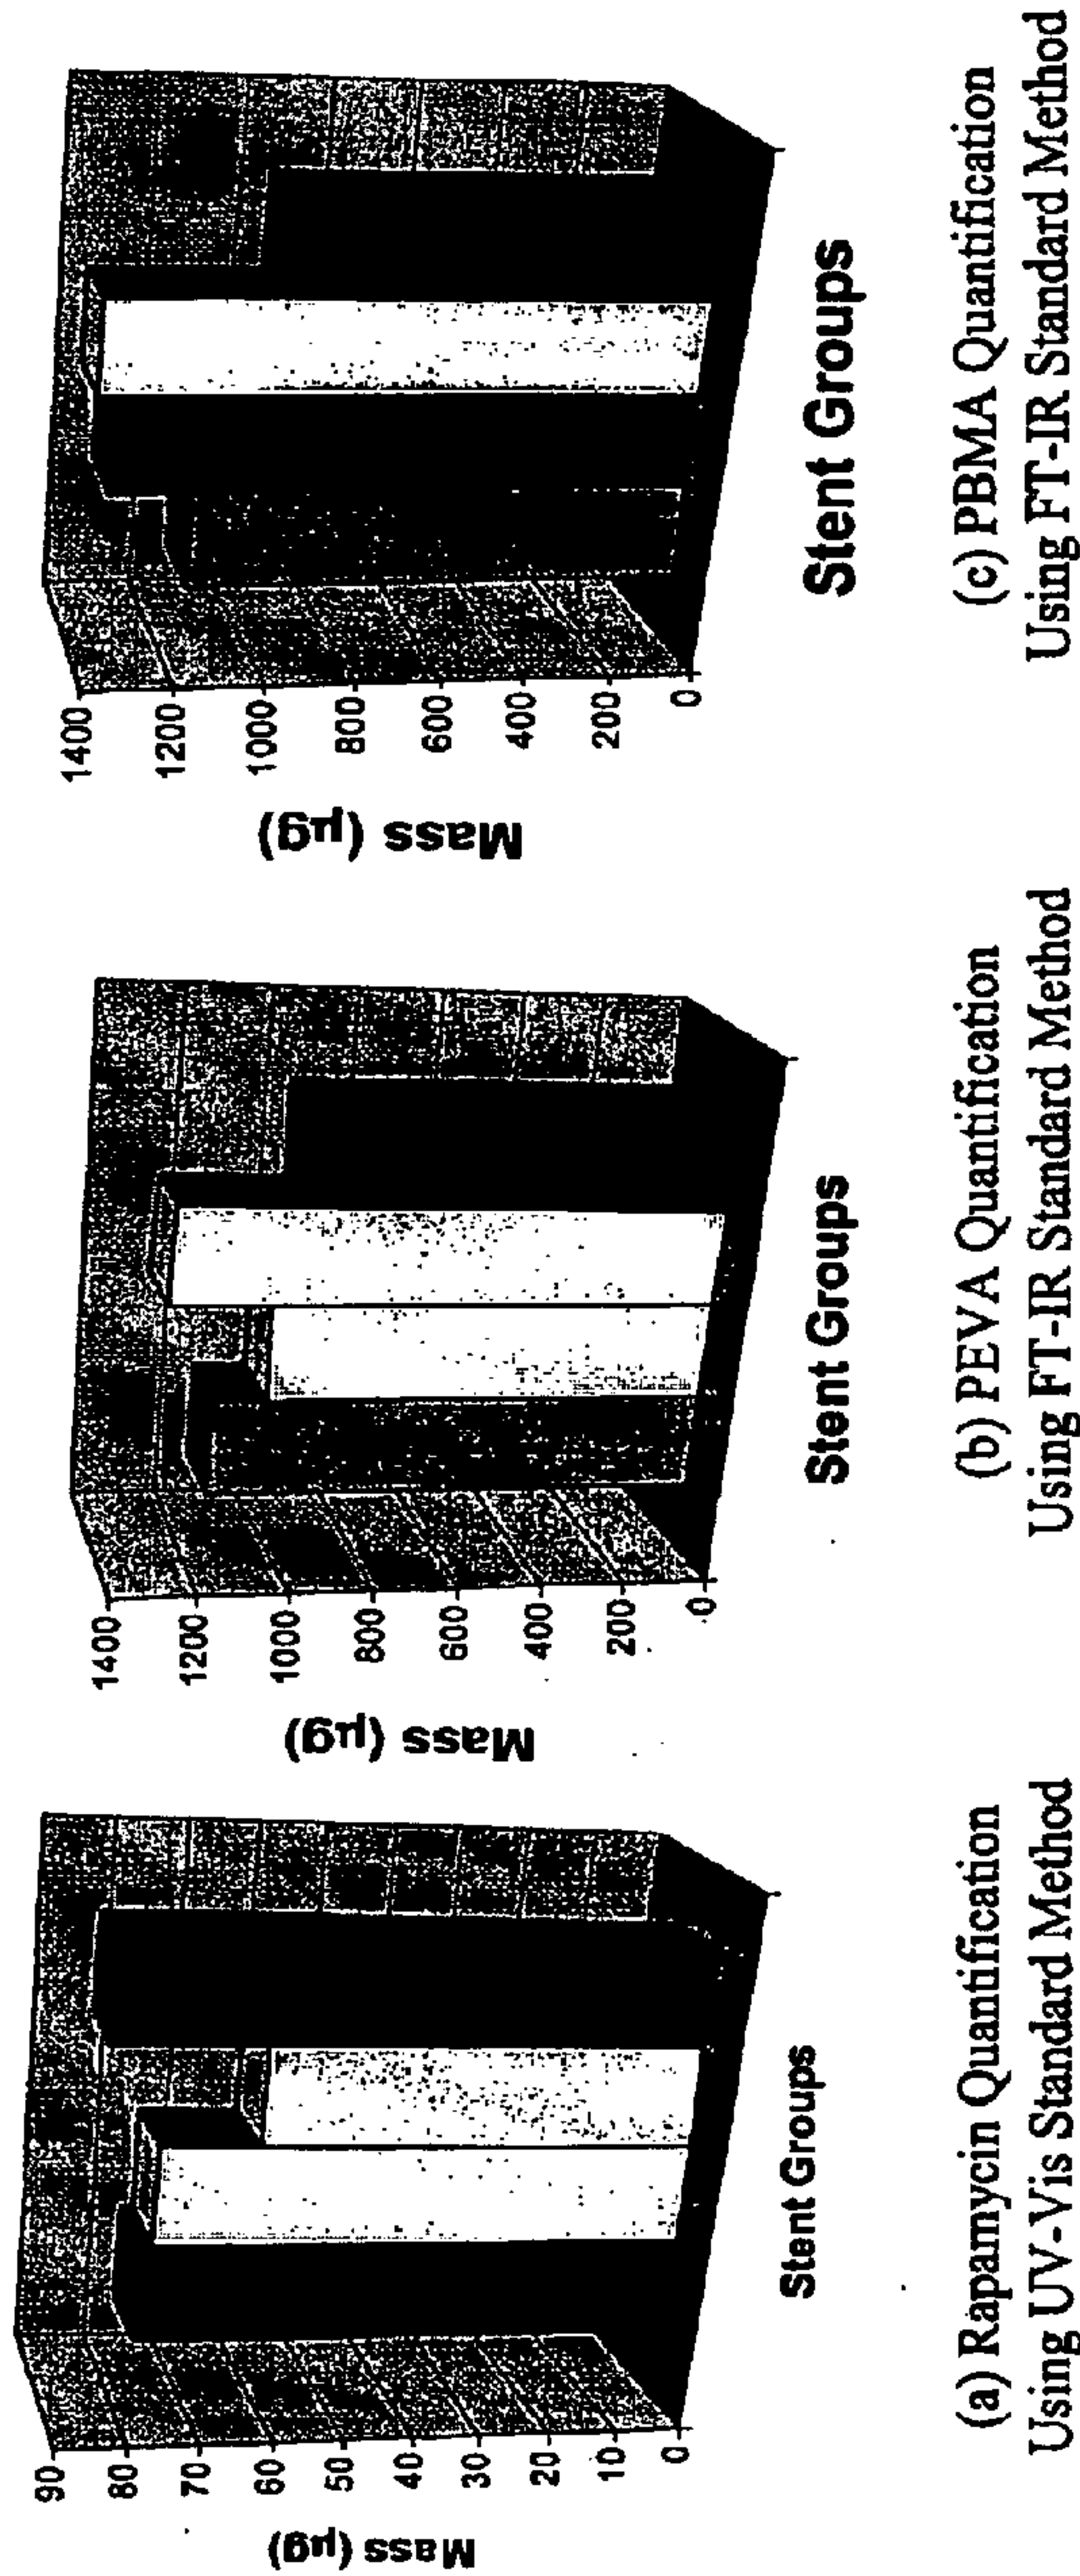 Mass (µg)
90
80
70
60
50
40
30
20
10
0
Stent Groups
(a) Rapamycin Quantification
Using UV-Vis Standard Method
Mass (µg)
1400
1200
1000
800
600
400
200
0
Stent Groups
(b) PEVA Quantification
Using FT-IR Standard Method
Mass (µg)
1400
1200
1000
800
600
400
200
0
Stent Groups
(c) PBMA Quantification
Using FT-IR Standard Method